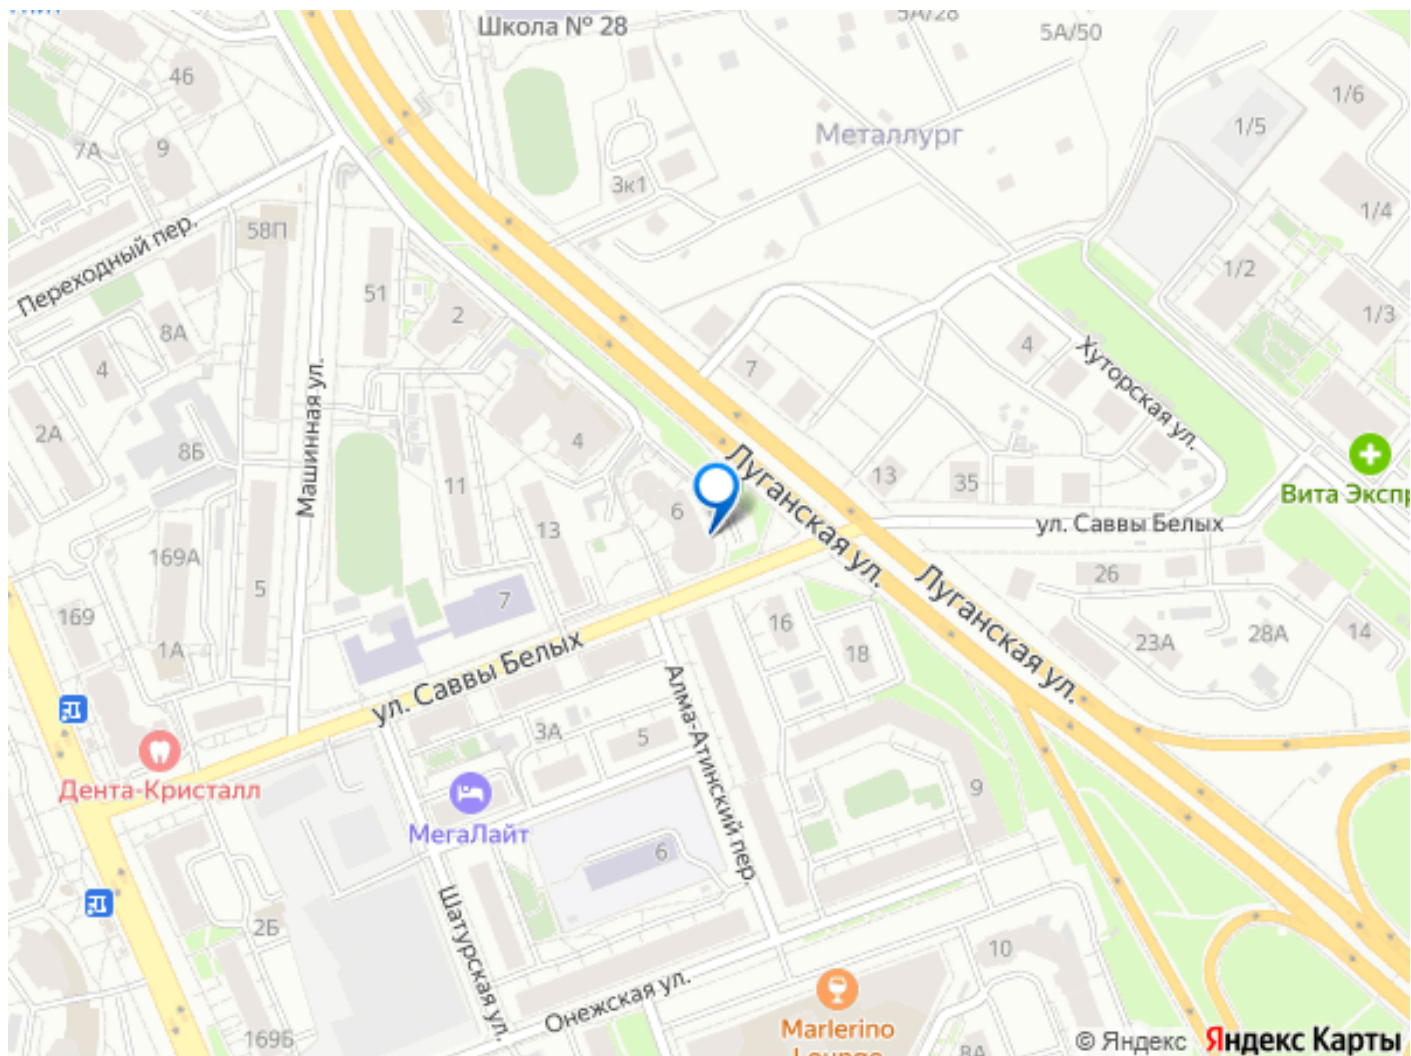 Школа № 28
5А/28
5А/50
46
1/6
7А
9
1/5
Металлург
3к1
1/4
58П
Переходный пер.
1/2
51
2
1/3
8А
4
7
4
Хуторская ул.
Машинная ул.
2А
8Б
4
11
Луганская ул.
13
35
Вита Экспр
6
13
ул. Саввы Белых
169А
5
7
26
Луганская ул.
169
16
1А
18
23А
28А
14
ул. Саввы Белых
Алма-Атинский пер.
3А
5
Дента-Кристалл
9
МегаЛайт
6
Шатурская ул.
2Б
10
Онежская ул.
169Б
Marlerino
Lounge
8А
© Яндекс Яндекс Карты